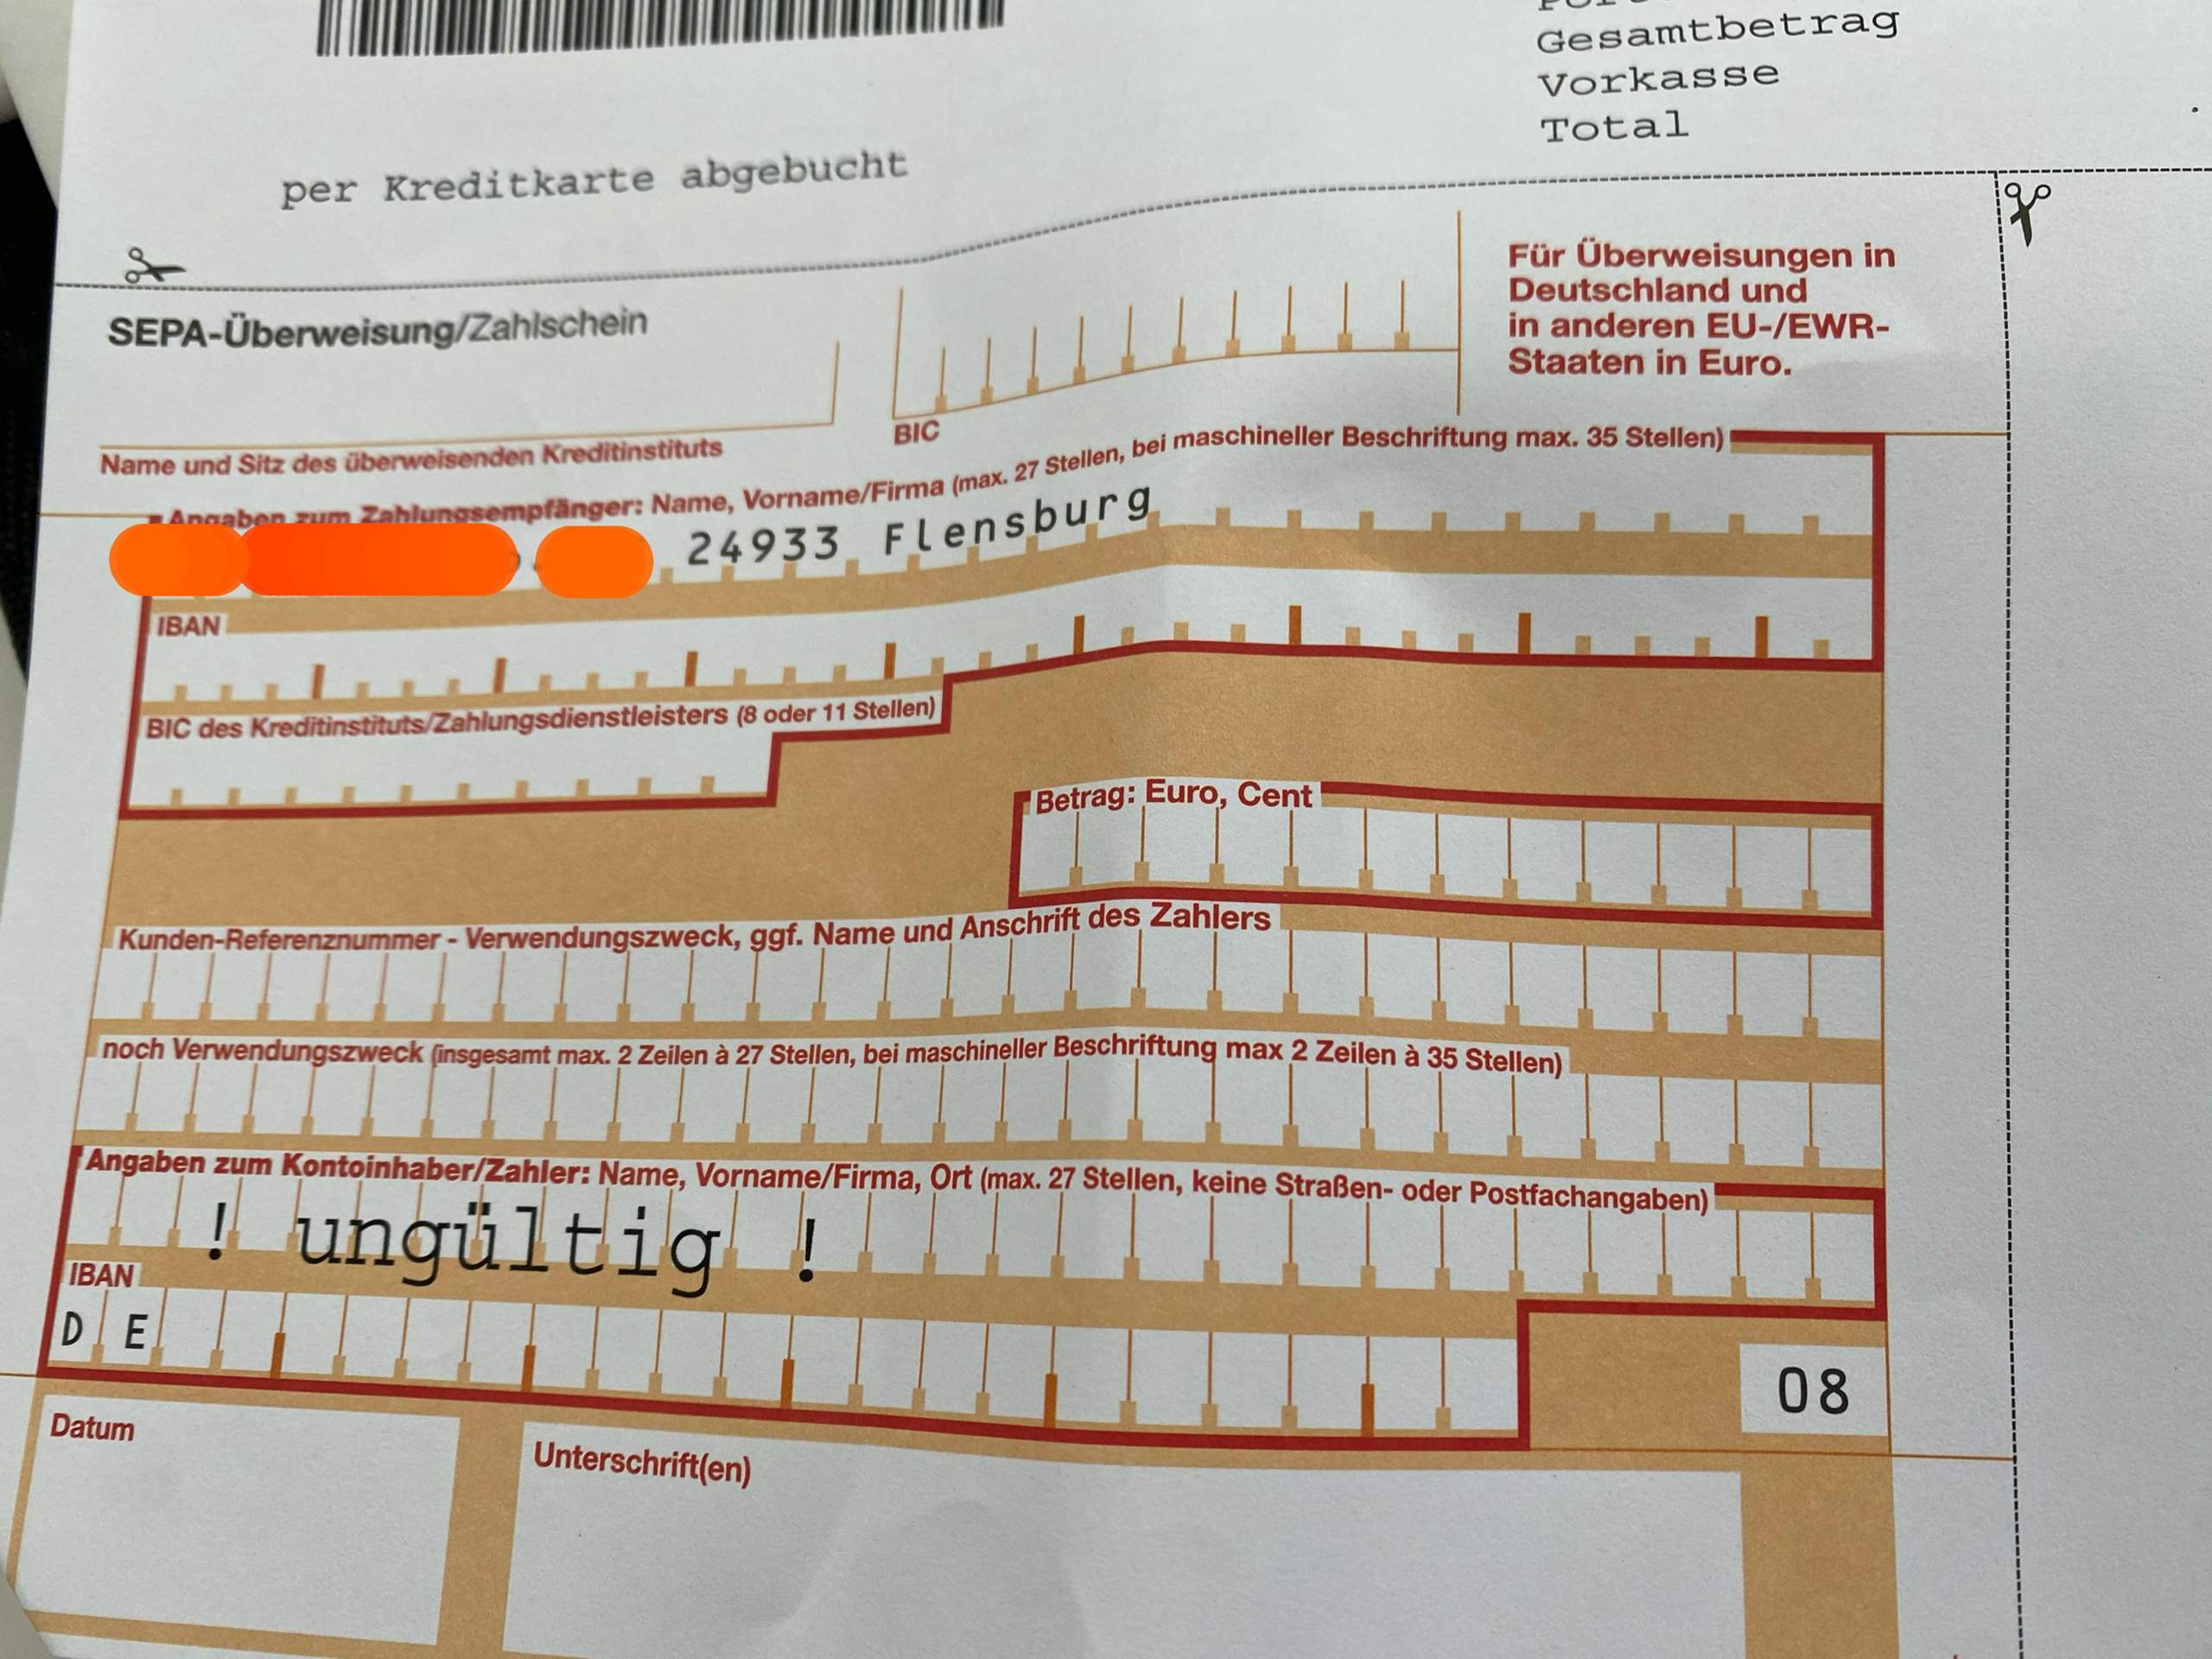 Gesamtbetrag
Vorkasse
Total
per Kreditkarte abgebucht
SEPA-Überweisung/Zahlschein
Für Überweisungen in
Deutschland und
in anderen EU-/EWR-
Staaten in Euro.
Name und Sitz des überweisenden Kreditinstituts
BIC
Angaben zum Zahlungsempfänger: Name, Vorname/Firma (max. 27 Stellen, bei maschineller Beschriftung max. 35 Stellen)
24933 Flensburg
IBAN
BIC des Kreditinstituts/Zahlungsdienstleisters (8 oder 11 Stellen)
Betrag: Euro, Cent
Kunden-Referenznummer - Verwendungszweck, ggf. Name und Anschrift des Zahlers
noch Verwendungszweck (insgesamt max. 2 Zeilen à 27 Stellen, bei maschineller Beschriftung max 2 Zeilen à 35 Stellen)
Angaben zum Kontoinhaber/Zahler: Name, Vorname/Firma, Ort (max. 27 Stellen, keine Straßen- oder Postfachangaben)
! ungültig !
IBAN
D E
08
Datum
Unterschrift(en)